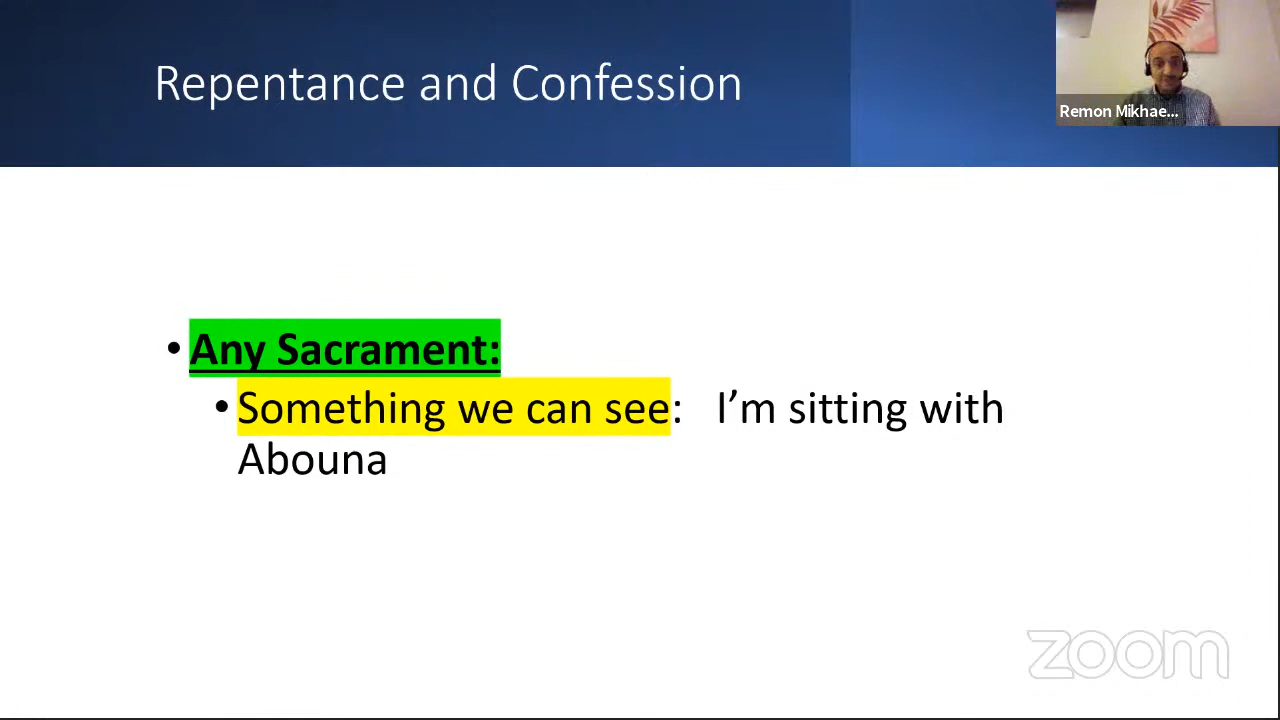 Repentance and Confession
Remon Mikhae...
•Any Sacrament:
•Something we can see: I’m sitting with
Abouna
zoom